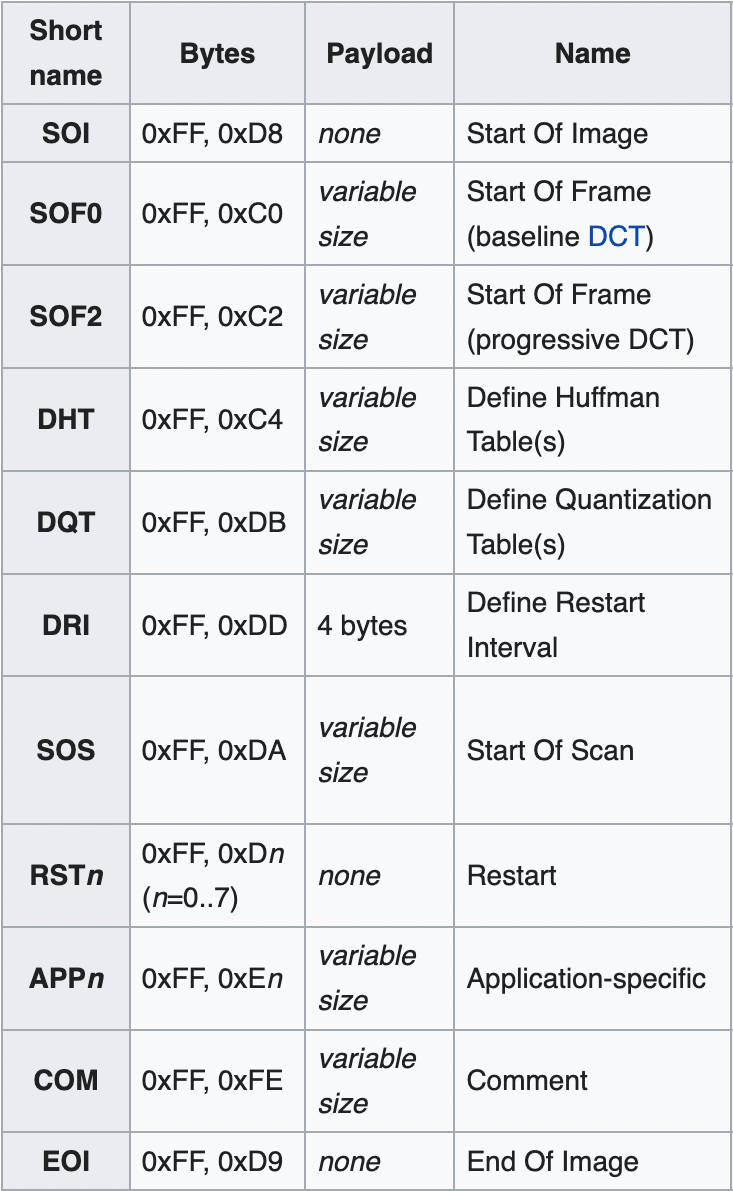 Short name | Bytes | Payload | Name
SOI | 0xFF, 0xD8 | none | Start Of Image
SOF0 | 0xFF, 0xC0 | variable size | Start Of Frame (baseline DCT)
SOF2 | 0xFF, 0xC2 | variable size | Start Of Frame (progressive DCT)
DHT | 0xFF, 0xC4 | variable size | Define Huffman Table(s)
DQT | 0xFF, 0xDB | variable size | Define Quantization Table(s)
DRI | 0xFF, 0xDD | 4 bytes | Define Restart Interval
SOS | 0xFF, 0xDA | variable size | Start Of Scan
RSTn | 0xFF, 0xDn (n=0..7) | none | Restart
APPn | 0xFF, 0xEn | variable size | Application-specific
COM | 0xFF, 0xFE | variable size | Comment
EOI | 0xFF, 0xD9 | none | End Of Image